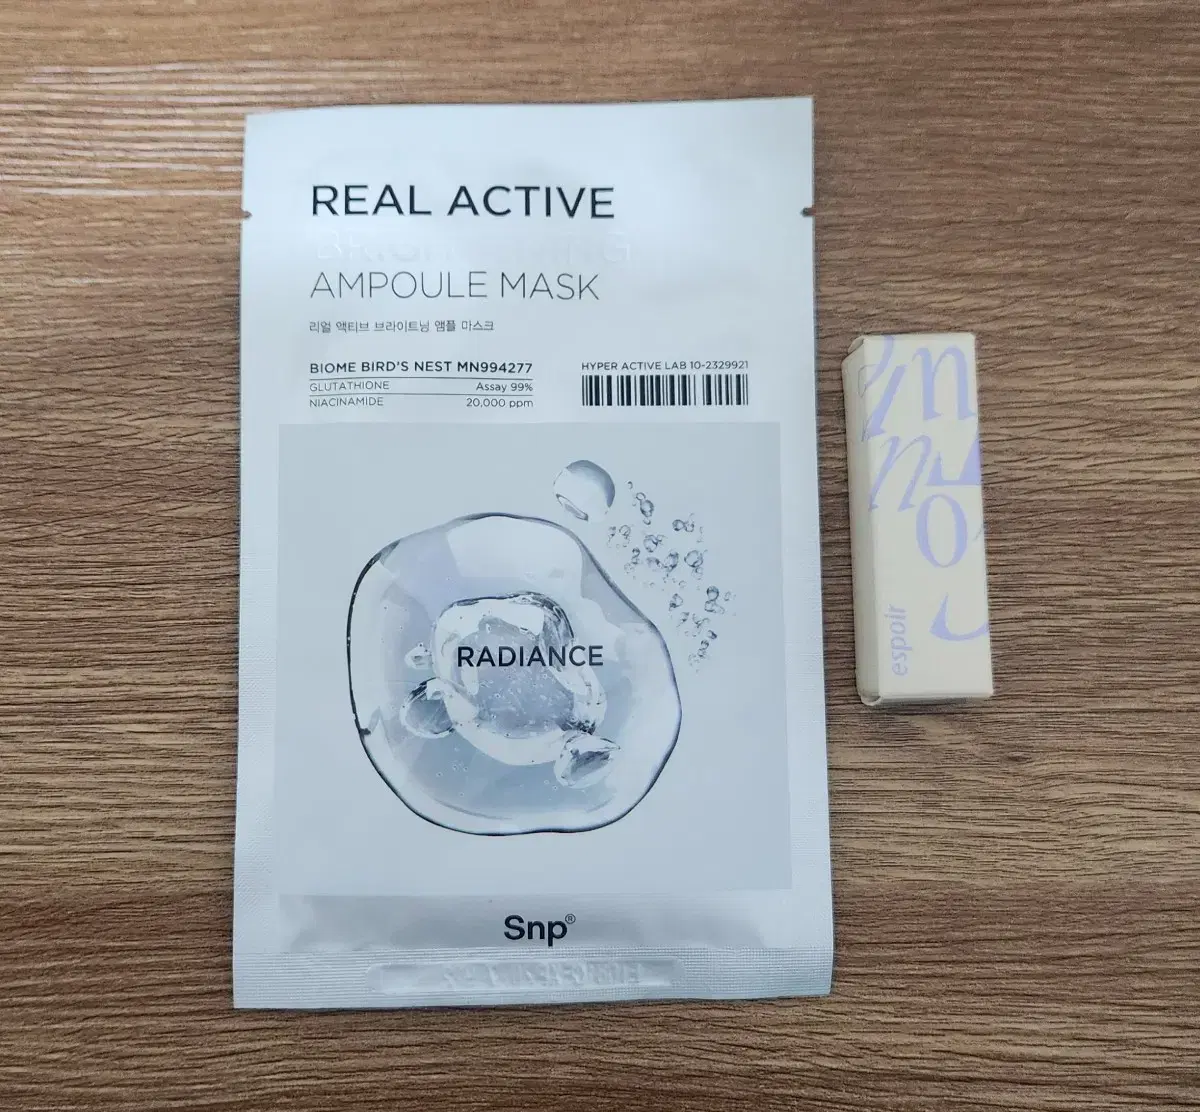 REAL ACTIVE
BRIGHTENING
AMPOULE MASK
리얼 액티브 브라이트닝 앰플 마스크
BIOME BIRD'S NEST MN994277
GLUTATHIONE Assay 99%
NIACINAMIDE 20,000 ppm
HYPER ACTIVE LAB 10-2329921
RADIANCE
Snp®
espoir